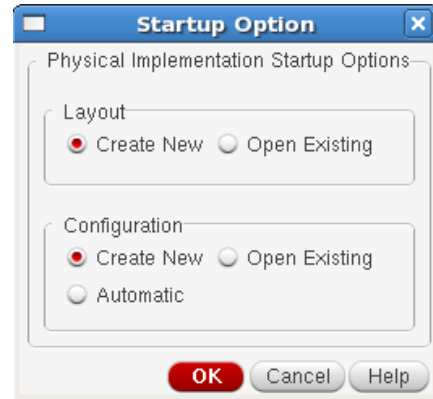 Startup Option
Physical Implementation Startup Options
Layout
Create New Open Existing
Configuration
Create New Open Existing
Automatic
OK Cancel Help